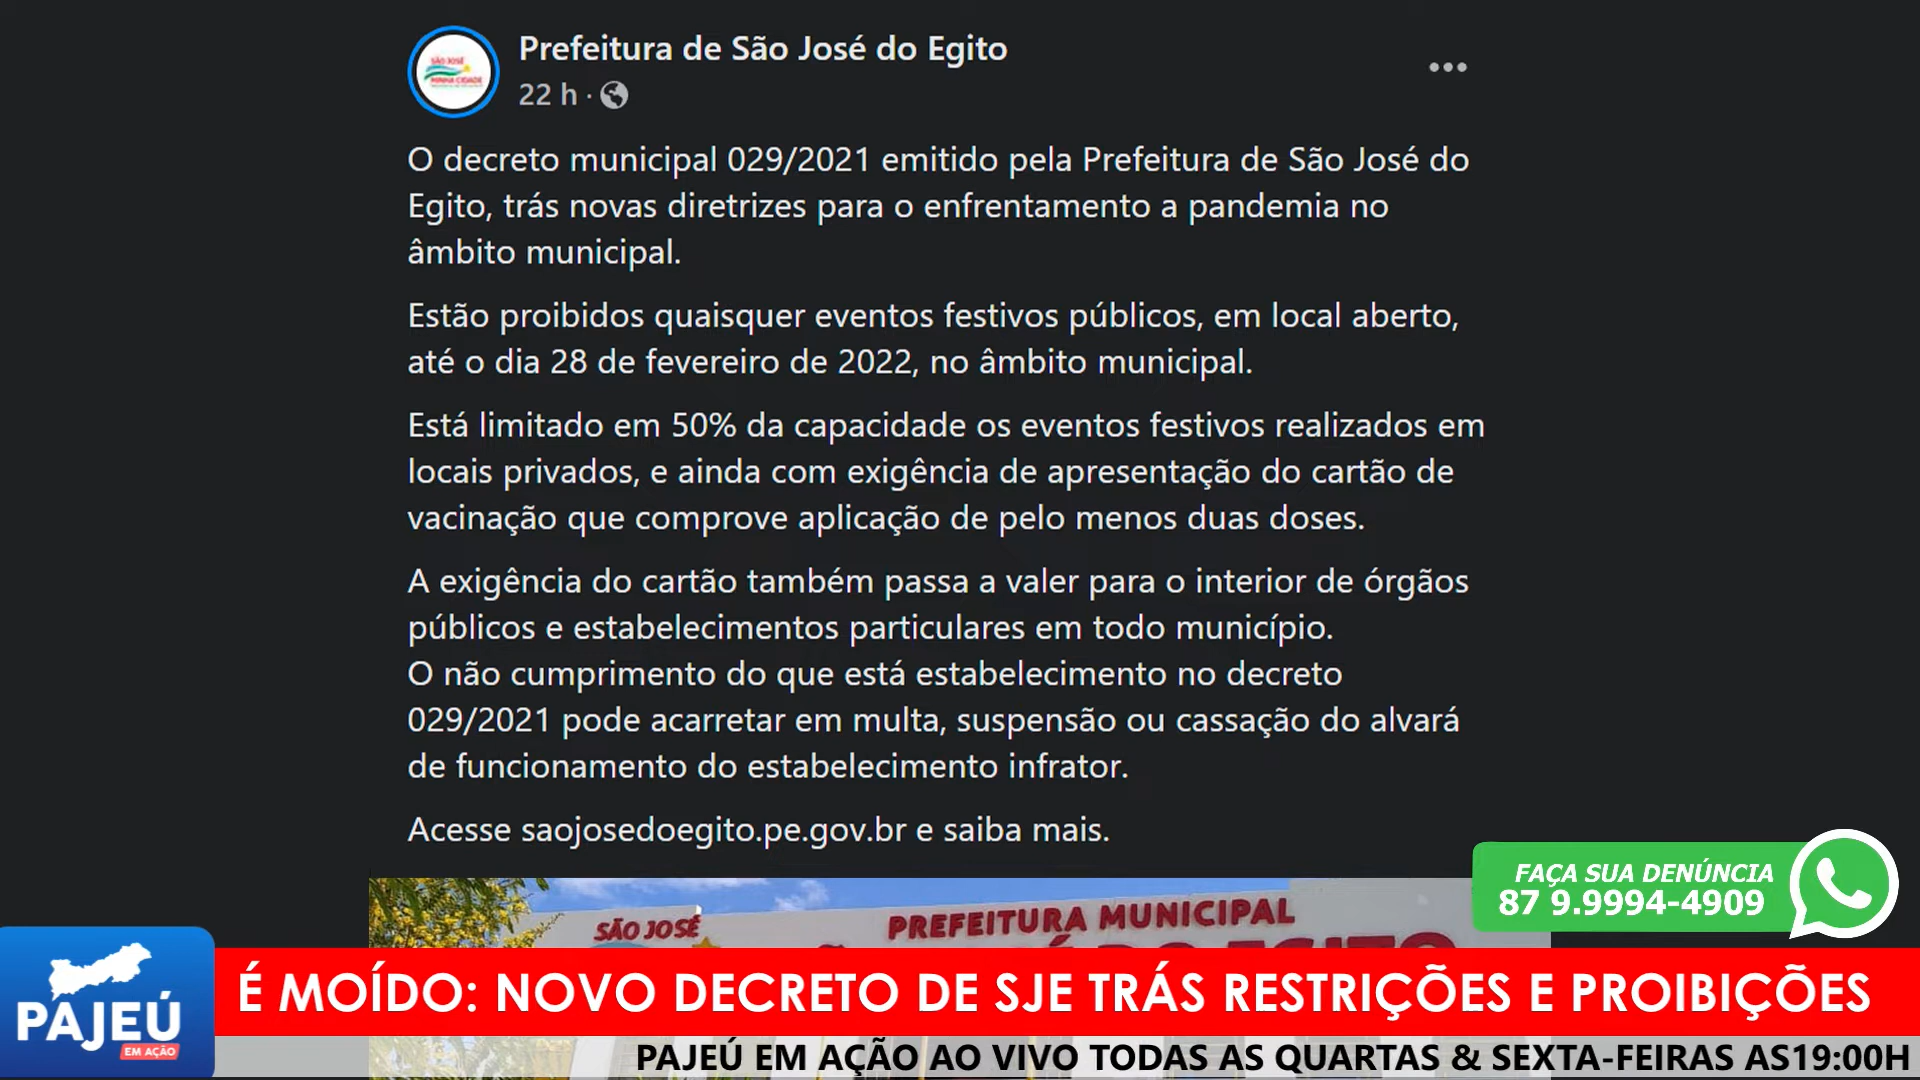 SÃO JOSÉ
MINHA CIDADE
Prefeitura de São José do Egito
22 h ·
O decreto municipal 029/2021 emitido pela Prefeitura de São José do
Egito, trás novas diretrizes para o enfrentamento a pandemia no
âmbito municipal.
Estão proibidos quaisquer eventos festivos públicos, em local aberto,
até o dia 28 de fevereiro de 2022, no âmbito municipal.
Está limitado em 50% da capacidade os eventos festivos realizados em
locais privados, e ainda com exigência de apresentação do cartão de
vacinação que comprove aplicação de pelo menos duas doses.
A exigência do cartão também passa a valer para o interior de órgãos
públicos e estabelecimentos particulares em todo município.
O não cumprimento do que está estabelecimento no decreto
029/2021 pode acarretar em multa, suspensão ou cassação do alvará
de funcionamento do estabelecimento infrator.
Acesse saojosedoegito.pe.gov.br e saiba mais.
FAÇA SUA DENÚNCIA
87 9.9994-4909
SÃO JOSÉ
PREFEITURA MUNICIPAL
PAJEÚ
EM AÇÃO
É MOÍDO: NOVO DECRETO DE SJE TRÁS RESTRIÇÕES E PROIBIÇÕES
PAJEÚ EM AÇÃO AO VIVO TODAS AS QUARTAS & SEXTA-FEIRAS AS19:00H